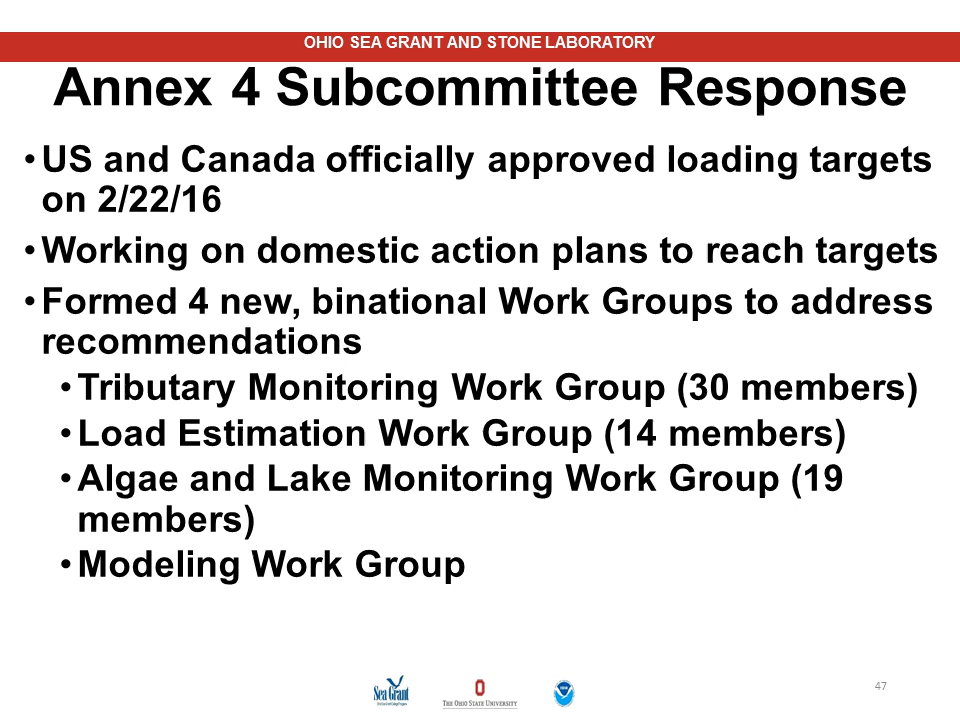 OHIO SEA GRANT AND STONE LABORATORY
Annex 4 Subcommittee Response
•US and Canada officially approved loading targets
on 2/22/16
•Working on domestic action plans to reach targets
•Formed 4 new, binational Work Groups to address
recommendations
•Tributary Monitoring Work Group (30 members)
•Load Estimation Work Group (14 members)
•Algae and Lake Monitoring Work Group (19
members)
•Modeling Work Group
Sea Grant
THE OHIO STATE UNIVERSITY
47